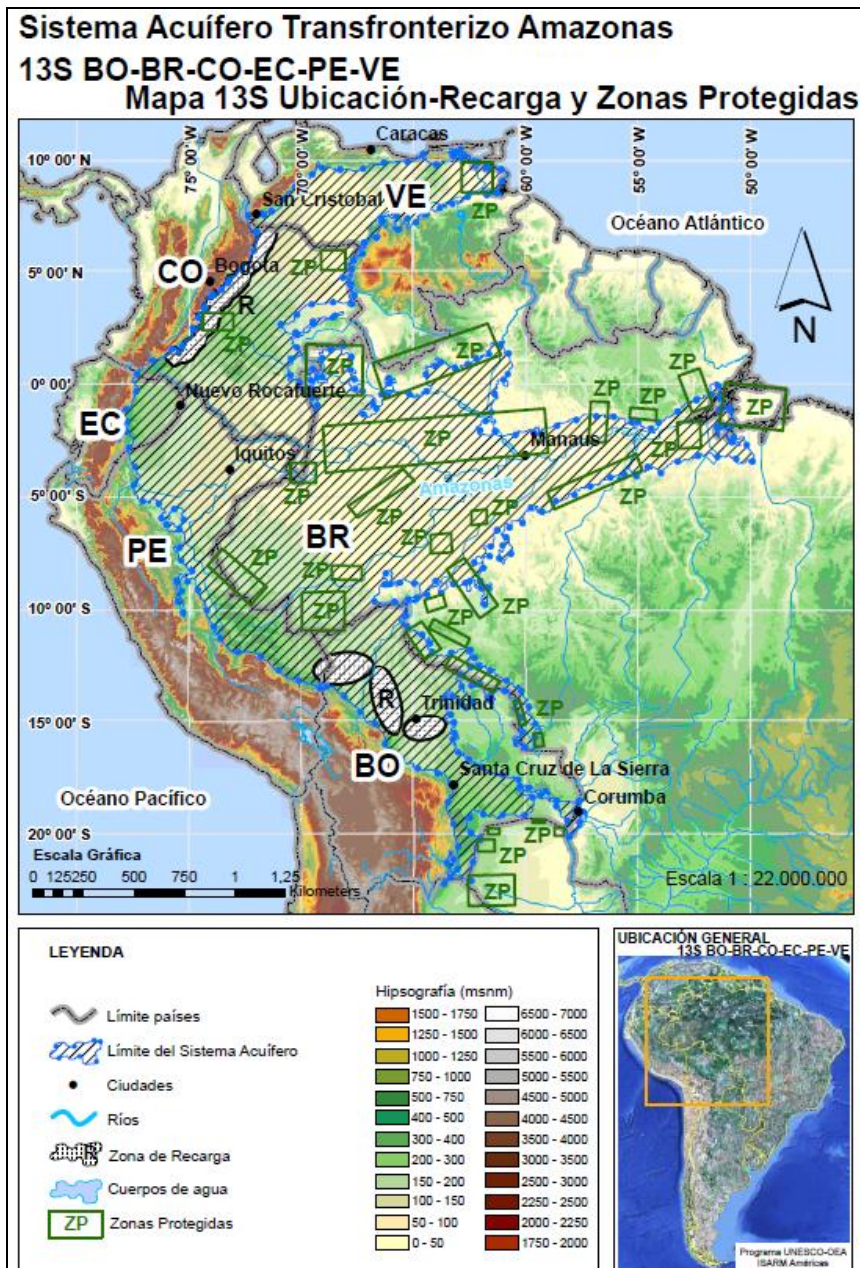 Sistema Acuífero Transfronterizo Amazonas
13S BO-BR-CO-EC-PE-VE
Mapa 13S Ubicación-Recarga y Zonas Protegidas
75° 00' W
70° 00' W
65° 00' W
55° 00' W
50° 00' W
Caracas
10° 00' N
San Cristobal
VE
ZP
Océano Atlántico
CO
Bogota
ZP
5° 00' N
R
N
ZP
ZP
ZP
ZP
0° 00'
Nuevo Rocafuerte
ZP
ZP
ZP
EC
ZP
Manaus
Iquitos
ZP
ZP
Amazonas
ZP
5° 00' S
ZP
ZP
PE
BR
ZP
ZP
ZP
ZP
ZP
10° 00' S
ZP
R
Trinidad
ZP
15° 00' S
BO
Santa Cruz de La Sierra
Océano Pacífico
Corumba
20° 00' S
ZP
ZP
Escala Gráfica
ZP
Escala 1 : 22.000.000
0 125250 500 750 1 1,25
Kilometers
LEYENDA
Límite países
Límite del Sistema Acuífero
Ciudades
Ríos
R Zona de Recarga
Cuerpos de agua
ZP Zonas Protegidas
Hipsografía (msnm)
1500 - 1750 6500 - 7000
1250 - 1500 6000 - 6500
1000 - 1250 5500 - 6000
750 - 1000 5000 - 5500
500 - 750 4500 - 5000
400 - 500 4000 - 4500
300 - 400 3500 - 4000
200 - 300 3000 - 3500
150 - 200 2500 - 3000
100 - 150 2250 - 2500
50 - 100 2000 - 2250
0 - 50 1750 - 2000
UBICACIÓN GENERAL
13S BO-BR-CO-EC-PE-VE
Programa UNESCO-OEA
ISARM Américas